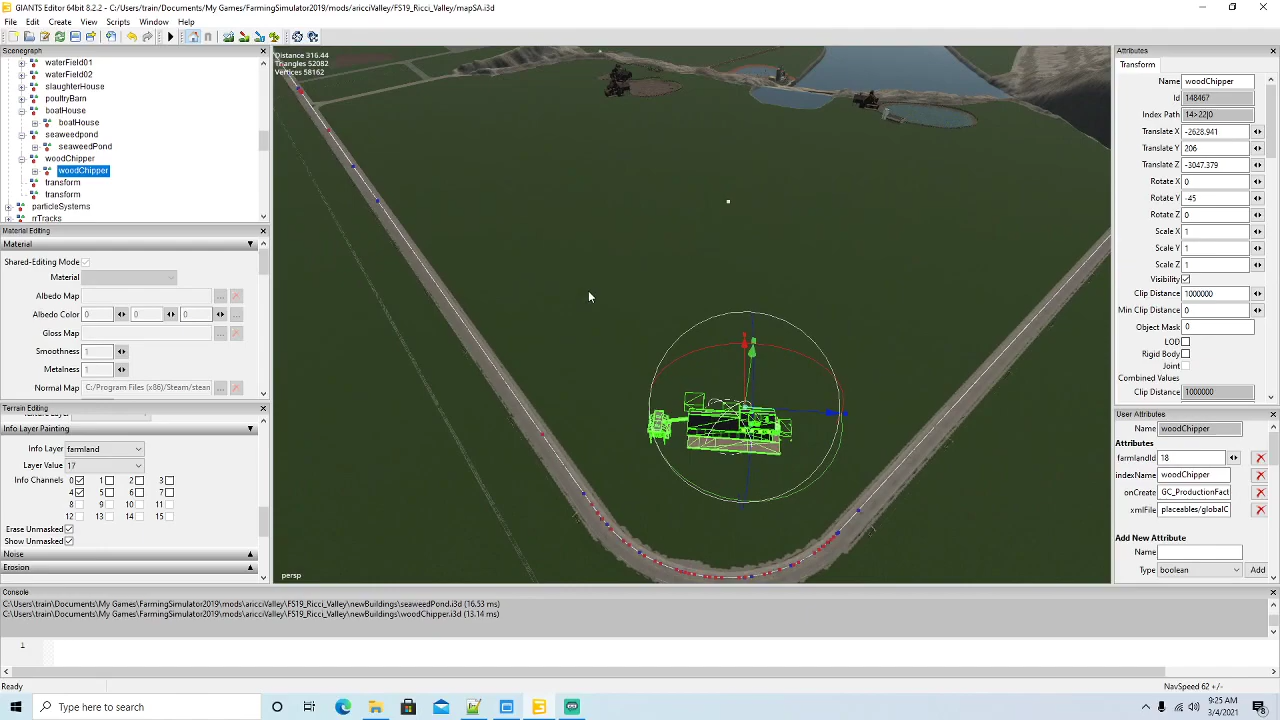 GIANTS Editor 64bit 8.2.2 - C:/Users/train/Documents/My Games/FarmingSimulator2019/mods/aricciValley/FS19_Ricci_Valley/mapSA.i3d
File Edit Create View Scripts Window Help
Scenegraph
waterField01
waterField02
slaughterHouse
poultryBarn
boalHouse
boatHouse
seaweedpond
seaweedPond
woodChipper
woodChipper
transform
transform
particleSystems
rrTracks
Material Editing
Material
Shared-Editing Mode
Material
Albedo Map
Albedo Color 0 0 0
Gloss Map
Smoothness 1
Metalness 1
Normal Map C:/Program Files (x86)/Steam/stean
Terrain Editing
Info Layer Painting
Info Layer farmland
Layer Value 17
Info Channels 0 1 2 3
4 5 6 7
8 9 10 11
12 13 14 15
Erase Unmasked
Show Unmasked
Noise
Erosion
Distance 316.44
Triangles 52082
Vertices 58162
persp
Attributes
Transform
Name woodChipper
Id 148467
Index Path 14>22|0
Translate X -2628.941
Translate Y 206
Translate Z -3047.379
Rotate X 0
Rotate Y -45
Rotate Z 0
Scale X 1
Scale Y 1
Scale Z 1
Visibility
Clip Distance 1000000
Min Clip Distance 0
Object Mask 0
LOD
Rigid Body
Joint
Combined Values
Clip Distance 1000000
User Attributes
Name woodChipper
Attributes
farmlandId 18
indexName woodChipper
onCreate GC_ProductionFact
xmlFile placeables/globalC
Add New Attribute
Name
Type boolean Add
Console
C:\Users\train\Documents\My Games\FarmingSimulator2019\mods\aricciValley\FS19_Ricci_Valley\newBuildings\seaweedPond.i3d (16.53 ms)
C:\Users\train\Documents\My Games\FarmingSimulator2019\mods\aricciValley\FS19_Ricci_Valley\newBuildings\woodChipper.i3d (13.14 ms)
1
Ready
NavSpeed 62 +/-
Type here to search
9:25 AM
3/4/2021